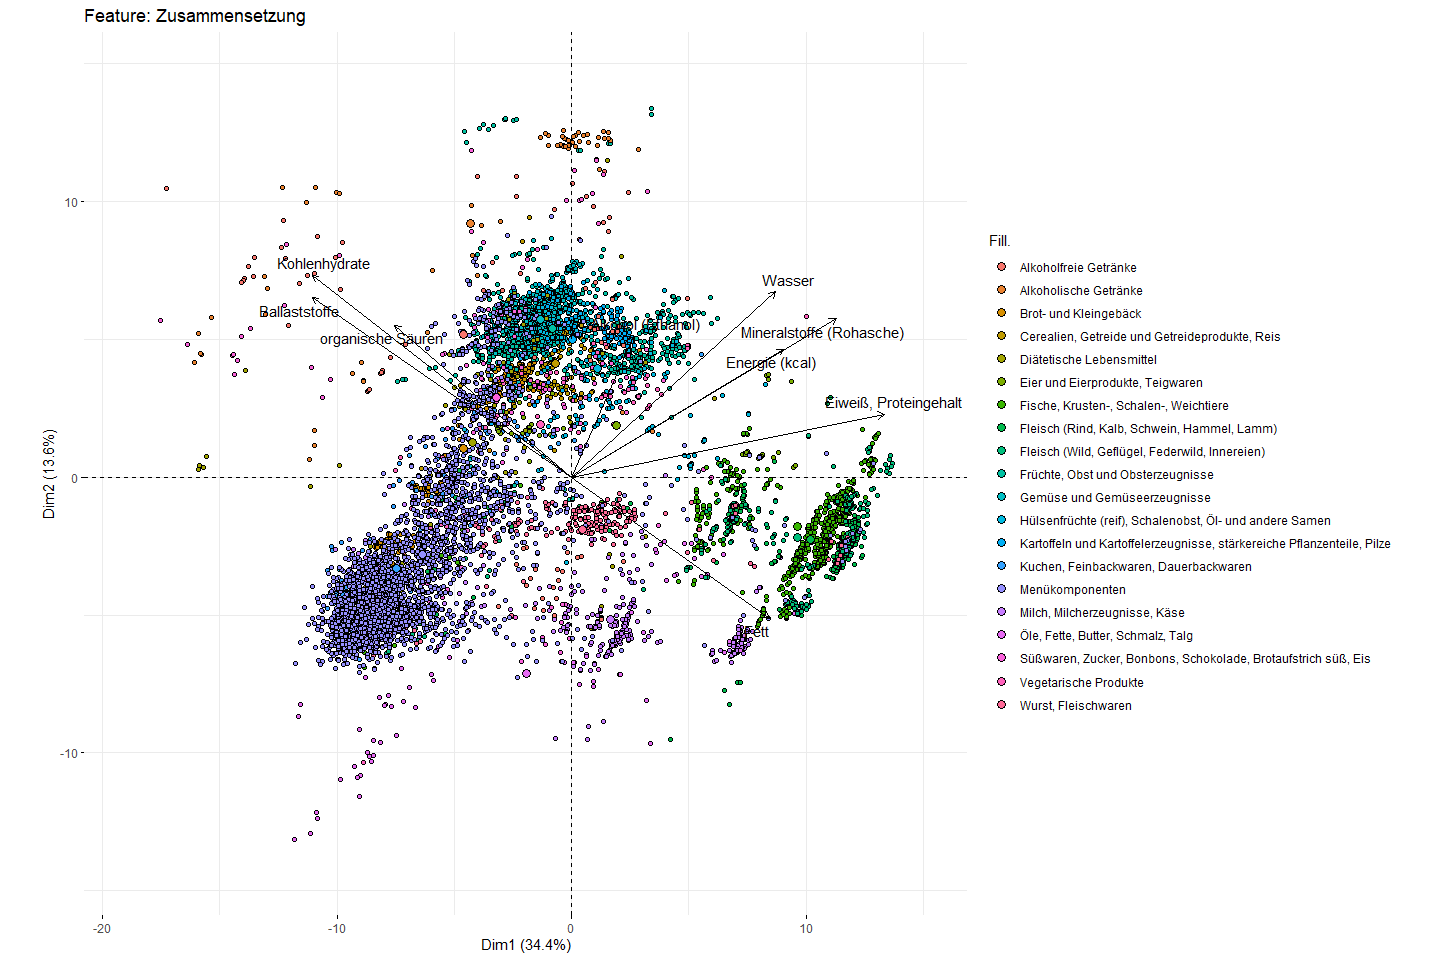 Feature: Zusammensetzung
Dim2 (13.6%)
10
0
-10
-20
-10
0
10
Dim1 (34.4%)
Kohlenhydrate
Ballaststoffe
organische Säuren
(Ethanol)
Wasser
Mineralstoffe (Rohasche)
Energie (kcal)
Eiweiß, Proteingehalt
Fett
Fill.
Alkoholfreie Getränke
Alkoholische Getränke
Brot- und Kleingebäck
Cerealien, Getreide und Getreideprodukte, Reis
Diätetische Lebensmittel
Eier und Eierprodukte, Teigwaren
Fische, Krusten-, Schalen-, Weichtiere
Fleisch (Rind, Kalb, Schwein, Hammel, Lamm)
Fleisch (Wild, Geflügel, Federwild, Innereien)
Früchte, Obst und Obsterzeugnisse
Gemüse und Gemüseerzeugnisse
Hülsenfrüchte (reif), Schalenobst, Öl- und andere Samen
Kartoffeln und Kartoffelerzeugnisse, stärkereiche Pflanzenteile, Pilze
Kuchen, Feinbackwaren, Dauerbackwaren
Menükomponenten
Milch, Milcherzeugnisse, Käse
Öle, Fette, Butter, Schmalz, Talg
Süßwaren, Zucker, Bonbons, Schokolade, Brotaufstrich süß, Eis
Vegetarische Produkte
Wurst, Fleischwaren